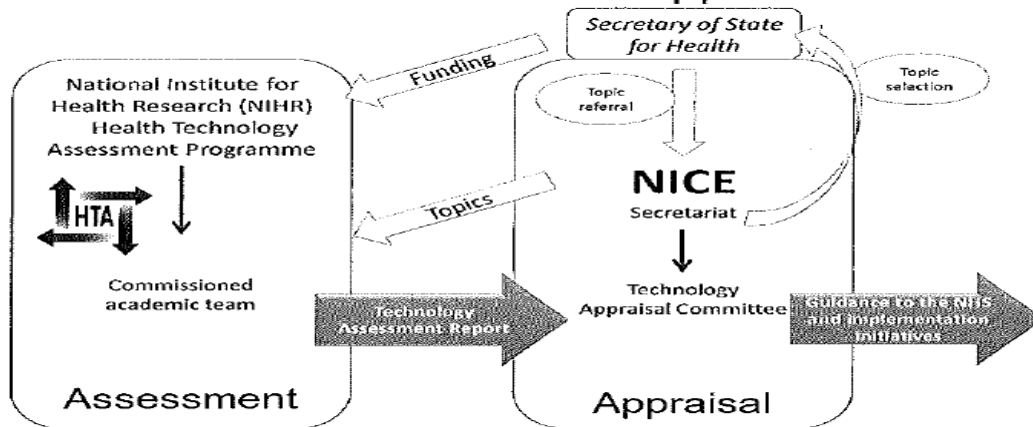 Secretary of State
for Health
Funding
Topic
selection
Topic
referral
National Institute for
Health Research (NIHR)
Health Technology
Assessment Programme
HTA
NICE
Secretariat
Topics
Commissioned
academic team
Technology
Assessment Report
Technology
Appraisal Committee
Guidance to the NHS
and implementation
initiatives
Assessment
Appraisal